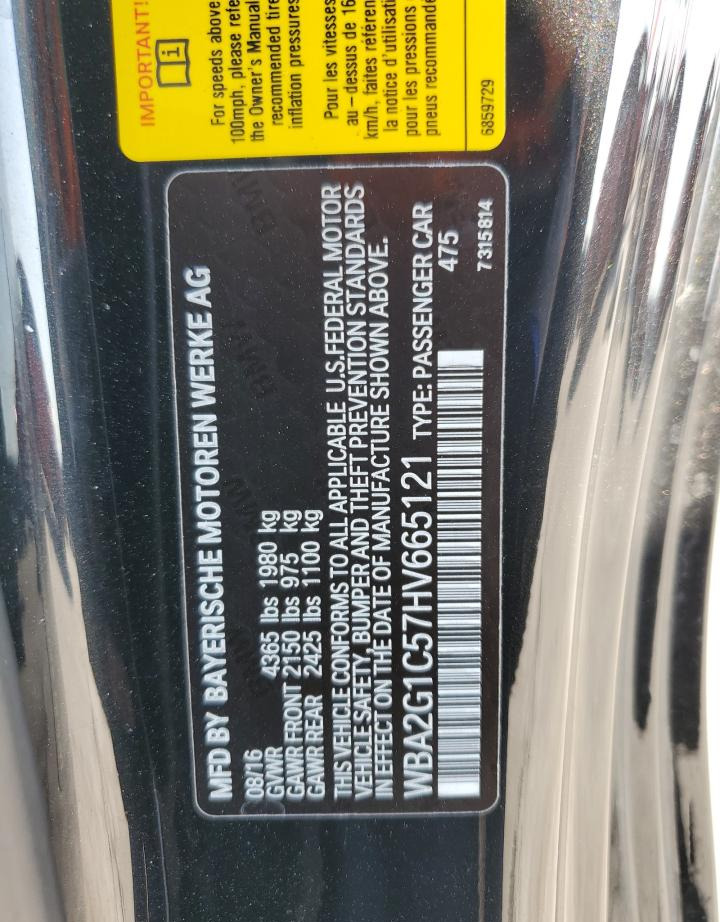 MFD BY BAYERISCHE MOTOREN WERKE AG
08/16
GVWR 4365 lbs 1980 kg
GAWR FRONT 2150 lbs 975 kg
GAWR REAR 2425 lbs 1100 kg
THIS VEHICLE CONFORMS TO ALL APPLICABLE U.S.FEDERAL MOTOR
VEHICLE SAFETY, BUMPER AND THEFT PREVENTION STANDARDS
IN EFFECT ON THE DATE OF MANUFACTURE SHOWN ABOVE.
WBA2G1C57HV665121 TYPE: PASSENGER CAR
475
7 315 814
IMPORTANT!
For speeds above
100mph, please refe
the Owner's Manual
recommended tire
inflation pressures
Pour les vitesses
au-dessus de 16
km/h, faites référen
la notice d'utilisati
pour les pressions
pneus recommandé
6859729